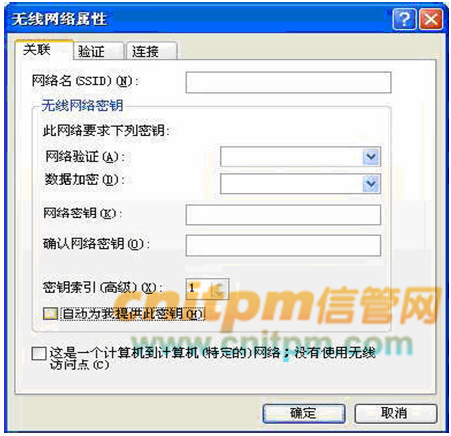 无线网络属性
关联 验证 连接
网络名(SSID)(N):
无线网络密钥
此网络要求下列密钥:
网络验证(A):
数据加密(D):
网络密钥(K):
确认网络密钥(O):
密钥索引(高级)(X): 1
自动为我提供此密钥(H)
cnitpm信管网
www.cnitpm.com
这是一个计算机到计算机(特定的)网络;没有使用无线
访问点(C)
确定 取消